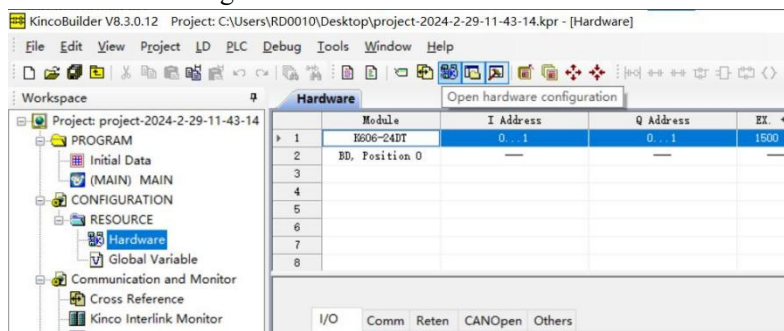 KincoBuilder V8.3.0.12 Project: C:\Users\RD0010\Desktop\project-2024-2-29-11-43-14.kpr - [Hardware]
File Edit View Project LD PLC Debug Tools Window Help
Workspace
Hardware
Open hardware configuration
Project: project-2024-2-29-11-43-14
PROGRAM
Initial Data
(MAIN) MAIN
CONFIGURATION
RESOURCE
Hardware
Global Variable
Communication and Monitor
Cross Reference
Kinco Interlink Monitor
Module I Address Q Address EX. +
1 K606-24DT 0...1 0...1 1500
2 BD, Position 0 — — —
3
4
5
6
7
8
I/O Comm Reten CANOpen Others